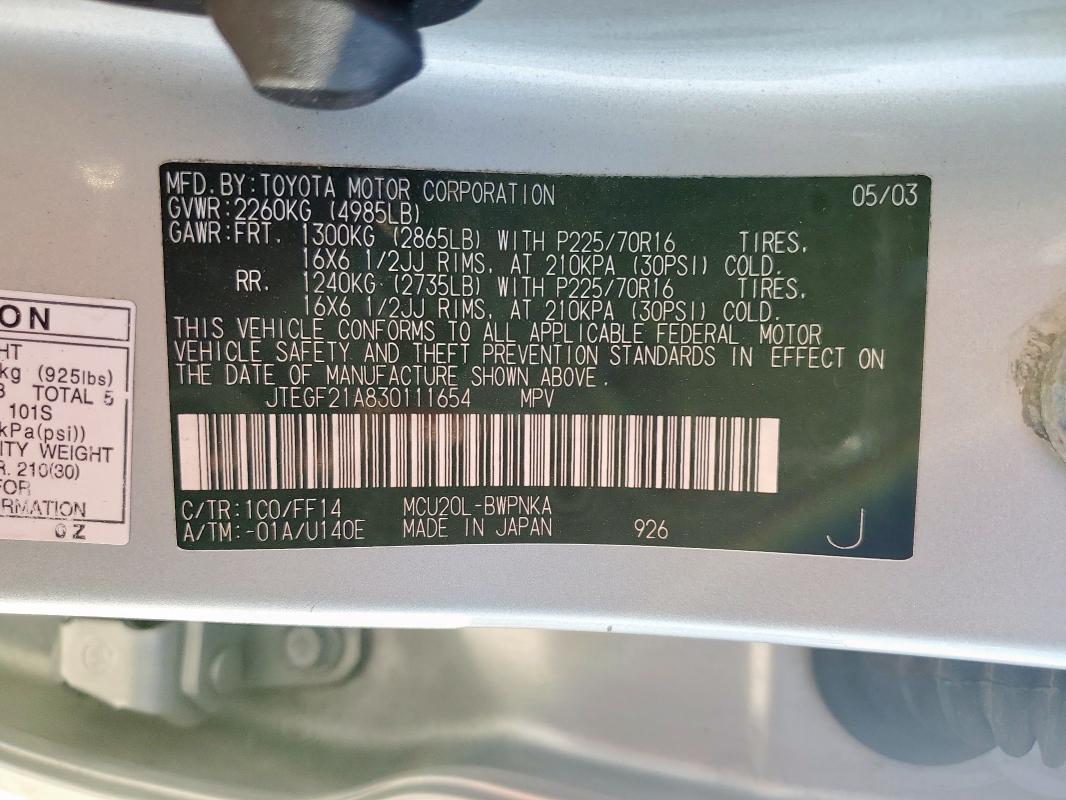 MFD.BY:TOYOTA MOTOR CORPORATION 05/03
GVWR:2260KG (4985LB)
GAWR:FRT. 1300KG (2865LB) WITH P225/70R16 TIRES,
16X6 1/2JJ RIMS, AT 210KPA (30PSI) COLD.
RR. 1240KG (2735LB) WITH P225/70R16 TIRES,
16X6 1/2JJ RIMS, AT 210KPA (30PSI) COLD.
THIS VEHICLE CONFORMS TO ALL APPLICABLE FEDERAL MOTOR
VEHICLE SAFETY AND THEFT PREVENTION STANDARDS IN EFFECT ON
THE DATE OF MANUFACTURE SHOWN ABOVE.
JTEGF21A830111654 MPV
C/TR:1C0/FF14 MCU20L-BWPNKA
A/TM:-01A/U140E MADE IN JAPAN 926 J
ON
HT
kg (925lbs)
3 TOTAL 5
101S
kPa(psi))
ITY WEIGHT
R. 210(30)
FOR
RMATION
0Z